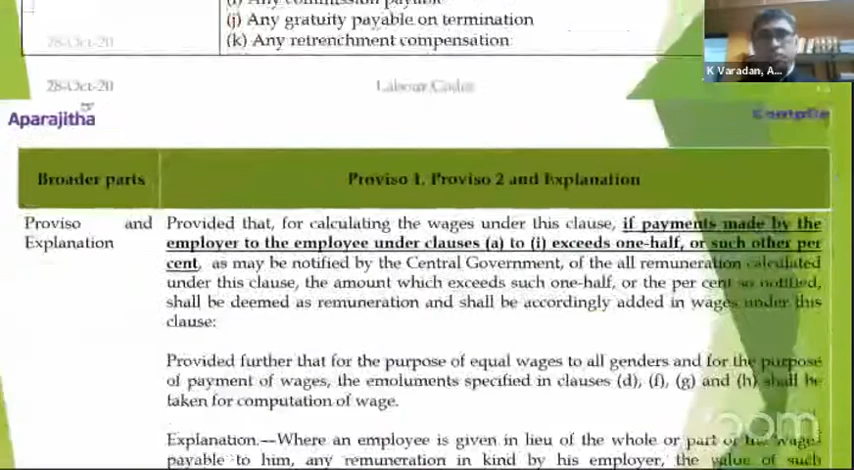 (j) Any gratuity payable on termination
(k) Any retrenchment compensation
28-Oct-20
28-Oct-20 Labour Codes
K Varadan, A...
Aparajitha
Broader parts Proviso 1, Proviso 2 and Explanation
Proviso and Explanation
Provided that, for calculating the wages under this clause, if payments made by the
employer to the employee under clauses (a) to (i) exceeds one-half, or such other per
cent, as may be notified by the Central Government, of the all remuneration calculated
under this clause, the amount which exceeds such one-half, or the per cent so notified,
shall be deemed as remuneration and shall be accordingly added in wages under this
clause:
Provided further that for the purpose of equal wages to all genders and for the purpose
of payment of wages, the emoluments specified in clauses (d), (f), (g) and (h) shall be
taken for computation of wage.
Explanation.—Where an employee is given in lieu of the whole or part of the wages
payable to him, any remuneration in kind by his employer, the value of such
zoom